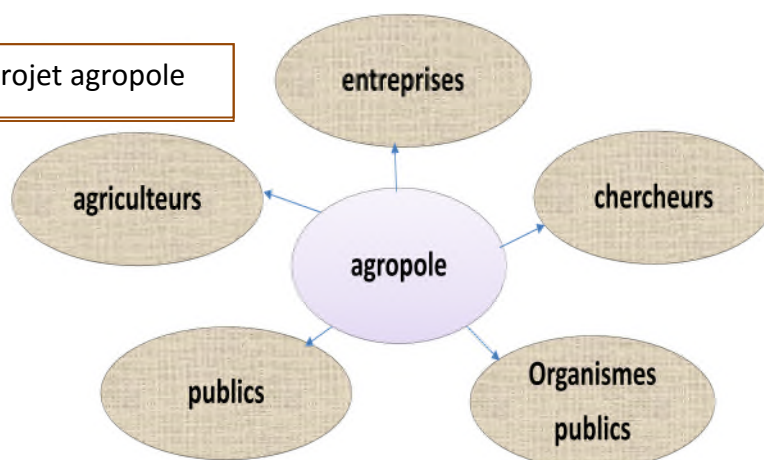 rojet agropole
entreprises
agriculteurs
chercheurs
agropole
publics
Organismes
publics